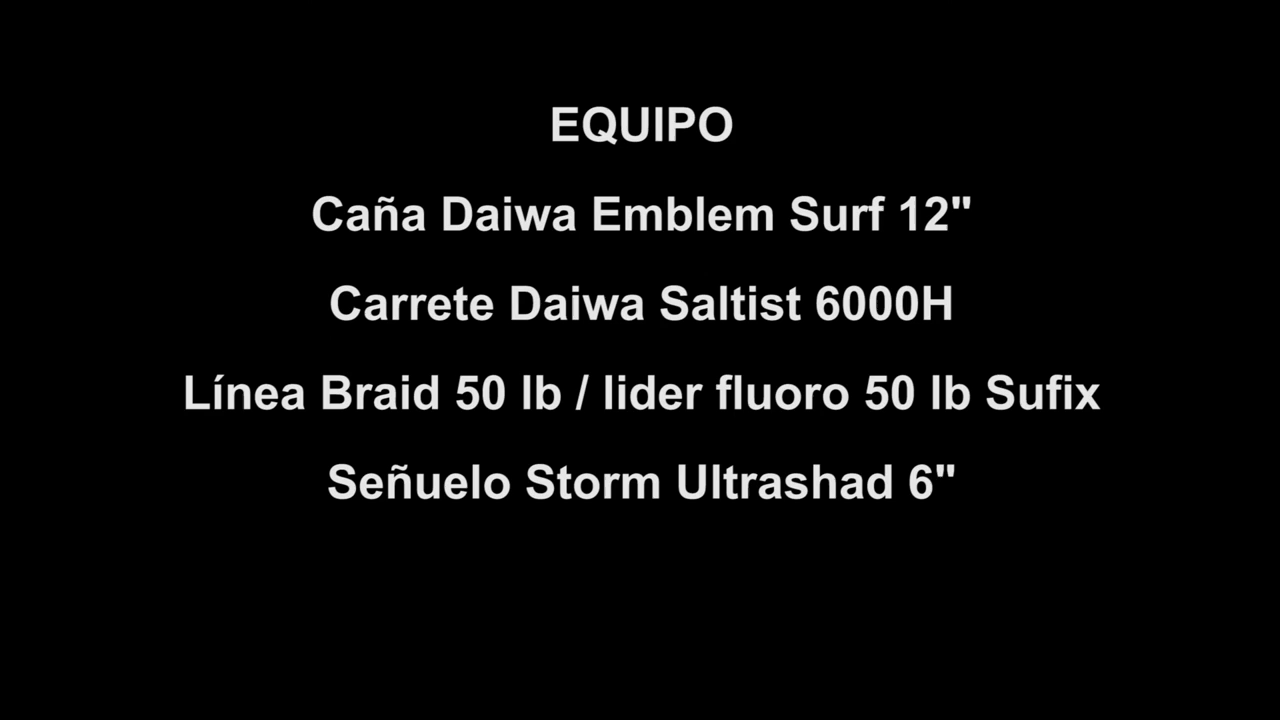 EQUIPO
Caña Daiwa Emblem Surf 12"
Carrete Daiwa Saltist 6000H
Línea Braid 50 lb / lider fluoro 50 lb Sufix
Señuelo Storm Ultrashad 6"